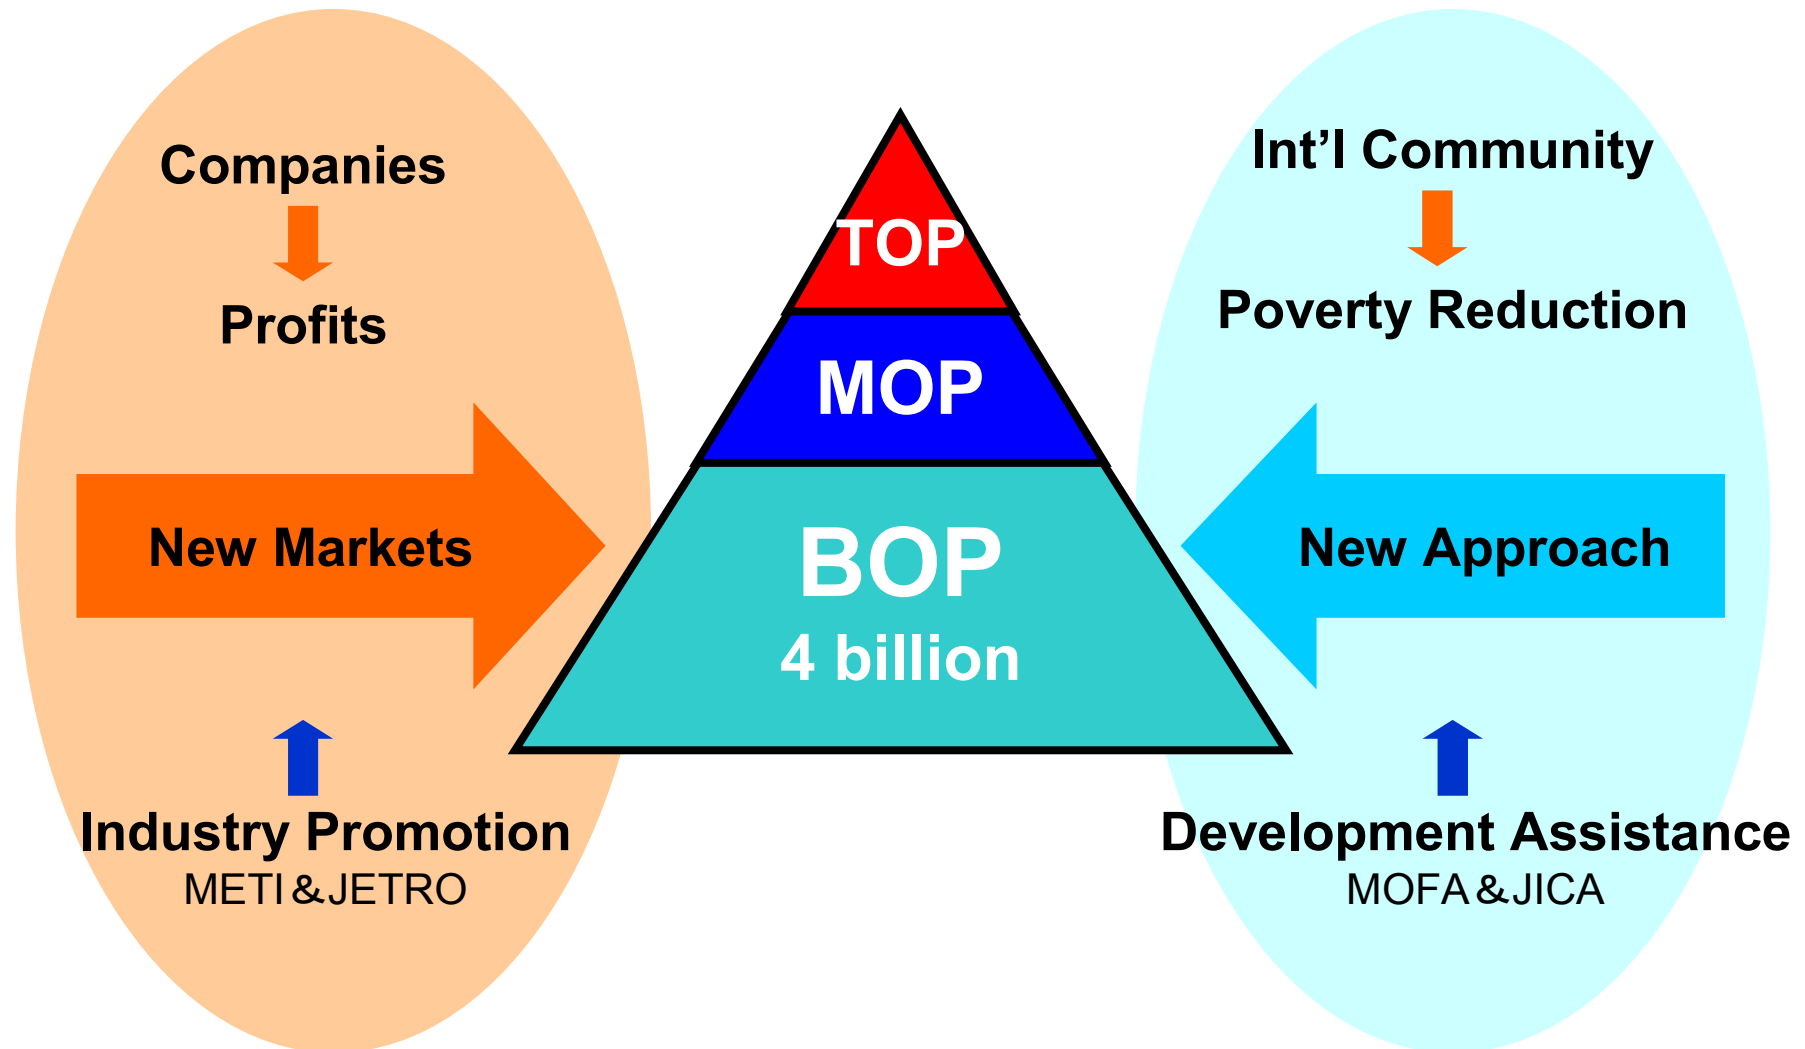 Companies
Profits
New Markets
Industry Promotion
METI & JETRO
TOP
MOP
BOP
4 billion
Int'l Community
Poverty Reduction
New Approach
Development Assistance
MOFA & JICA